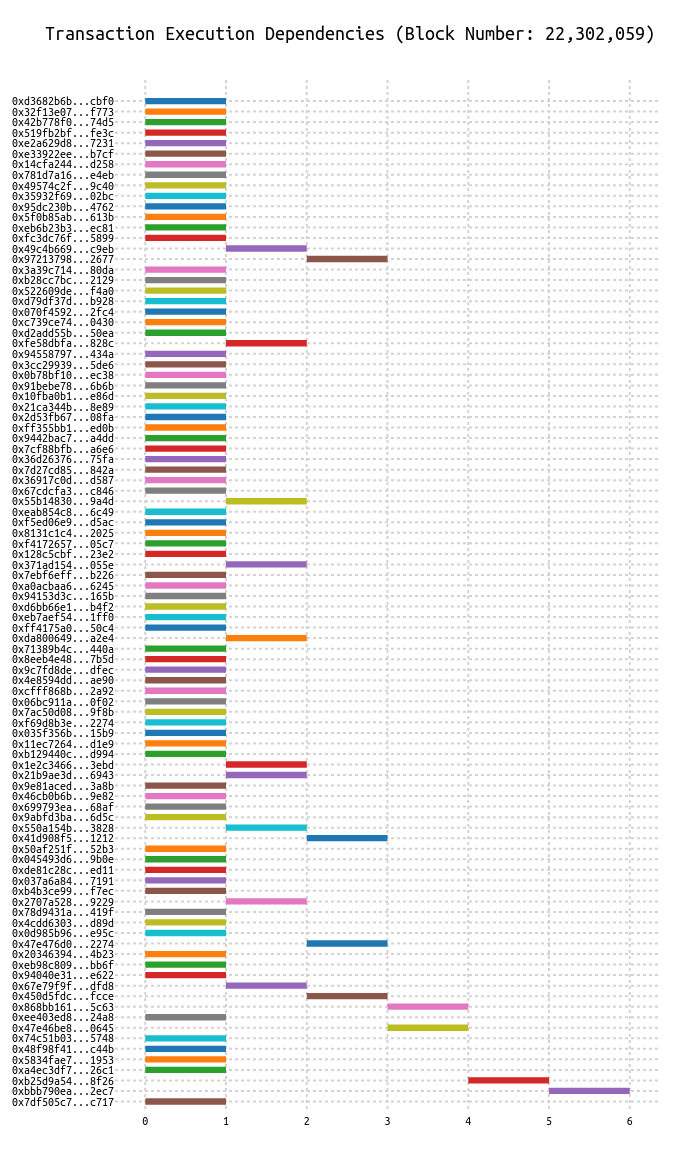 Transaction Execution Dependencies (Block Number: 22,302,059)
0xd3682b6b...cbf0
0x32f13e07...f773
0x42b778f0...74d5
0x519fb2bf...fe3c
0xe2a629d8...7231
0xe33922ee...b7cf
0x14cfa244...d258
0x781d7a16...e4eb
0x49574c2f...9c40
0x35932f69...02bc
0x95dc230b...4762
0x5f0b85ab...613b
0xeb6b23b3...ec81
0xfc3dc76f...5899
0x49c4b669...c9eb
0x97213798...2677
0x3a39c714...80da
0xb28cc7bc...2129
0x522609de...f4a0
0xd79df37d...b928
0x070f4592...2fc4
0xc739ce74...0430
0xd2add55b...50ea
0xfe58dbfa...828c
0x94558797...434a
0x3cc29939...5de6
0x0b78bf10...ec38
0x91bebe78...6b6b
0x10fba0b1...e86d
0x21ca344b...8e89
0x2d53fb67...08fa
0xff355bb1...ed0b
0x9442bac7...a4dd
0x7cf88bfb...a6e6
0x36d26376...75fa
0x7d27cd85...842a
0x36917c0d...d587
0x67cdcfa3...c846
0x55b14830...9a4d
0xeab854c8...6c49
0xf5ed06e9...d5ac
0x8131c1c4...2025
0xf4172657...05c7
0x128c5cbf...23e2
0x371ad154...055e
0x7ebf6eff...b226
0xa0acbaa6...6245
0x94153d3c...165b
0xd6bb66e1...b4f2
0xeb7aef54...1ff0
0xff4175a0...50c4
0xda800649...a2e4
0x71389b4c...440a
0x8eeb4e48...7b5d
0x9c7fd8de...dfec
0x4e8594dd...ae90
0xcfff868b...2a92
0x06bc911a...0f02
0x7ac50d08...9f8b
0xf69d8b3e...2274
0x035f356b...15b9
0x11ec7264...d1e9
0xb129440c...d994
0x1e2c3466...3ebd
0x21b9ae3d...6943
0x9e81aced...3a8b
0x46cb0b6b...9e82
0x699793ea...68af
0x9abfd3ba...6d5c
0x550a154b...3828
0x41d908f5...1212
0x50af251f...52b3
0x045493d6...9b0e
0xde81c28c...ed11
0x037a6a84...7191
0xb4b3ce99...f7ec
0x2707a528...9229
0x78d9431a...419f
0x4cdd6303...d89d
0x0d985b96...e95c
0x47e476d0...2274
0x20346394...4b23
0xeb98c809...bb6f
0x94040e31...e622
0x67e79f9f...dfd8
0x450d5fdc...fcce
0x868bb161...5c63
0xee403ed8...24a8
0x47e46be8...0645
0x74c51b03...5748
0x48f98f41...c44b
0x5834fae7...1953
0xa4ec3df7...26c1
0xb25d9a54...8f26
0xbbb790ea...2ec7
0x7df505c7...c717
0 1 2 3 4 5 6